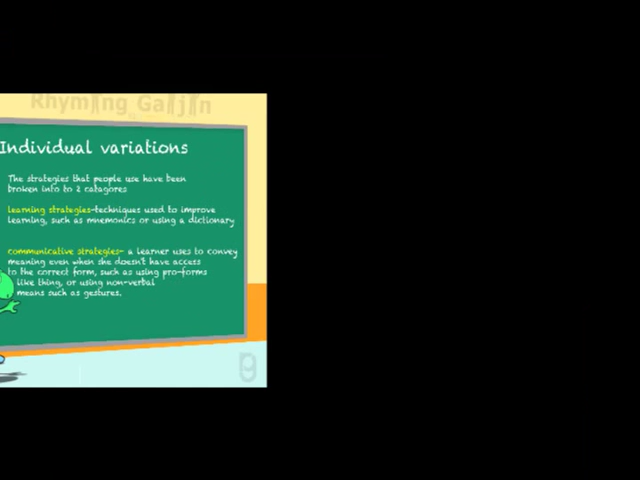 Rhyming Gaijin
Individual variations
The strategies that people use have been
broken into to 2 catagores
learning strategies-techniques used to improve
learning, such as mnemonics or using a dictionary
communicative strategies- a learner uses to convey
meaning even when she doesn't have access
to the correct form, such as using pro-forms
like thing, or using non-verbal
means such as gestures.